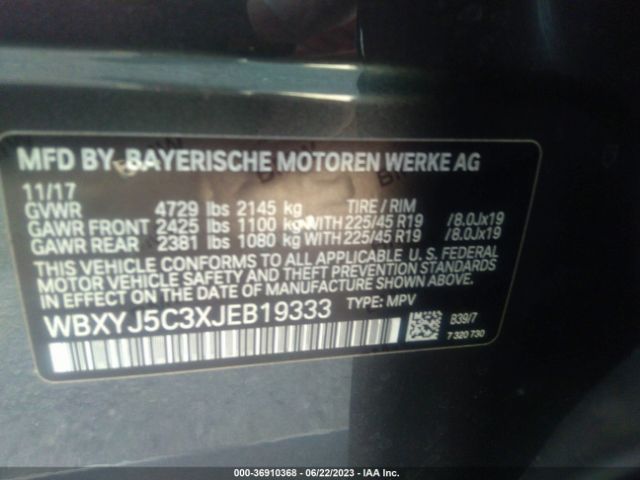 MFD BY BAYERISCHE MOTOREN WERKE AG
11/17
GVWR 4729 lbs 2145 kg TIRE / RIM
GAWR FRONT 2425 lbs 1100 kg WITH 225/45 R19 /8.0Jx19
GAWR REAR 2381 lbs 1080 kg WITH 225/45 R19 /8.0Jx19
THIS VEHICLE CONFORMS TO ALL APPLICABLE U. S. FEDERAL
MOTOR VEHICLE SAFETY AND THEFT PREVENTION STANDARDS
IN EFFECT ON THE DATE OF MANUFACTURE SHOWN ABOVE.
WBXYJ5C3XJEB19333 TYPE: MPV
B39/7
7 320 730
000-36910368 - 06/22/2023 - IAA Inc.